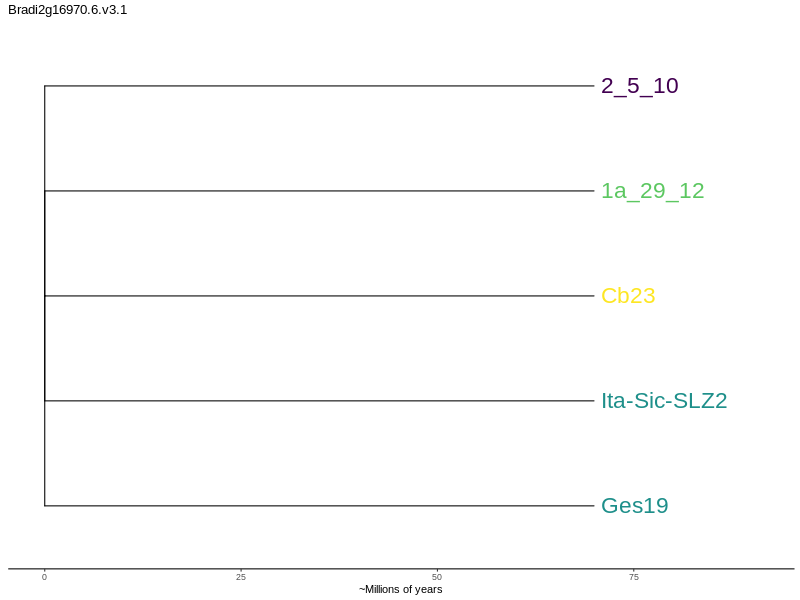 Bradi2g16970.6.v3.1
2_5_10
1a_29_12
Cb23
Ita-Sic-SLZ2
Ges19
0 25 50 75
~Millions of years